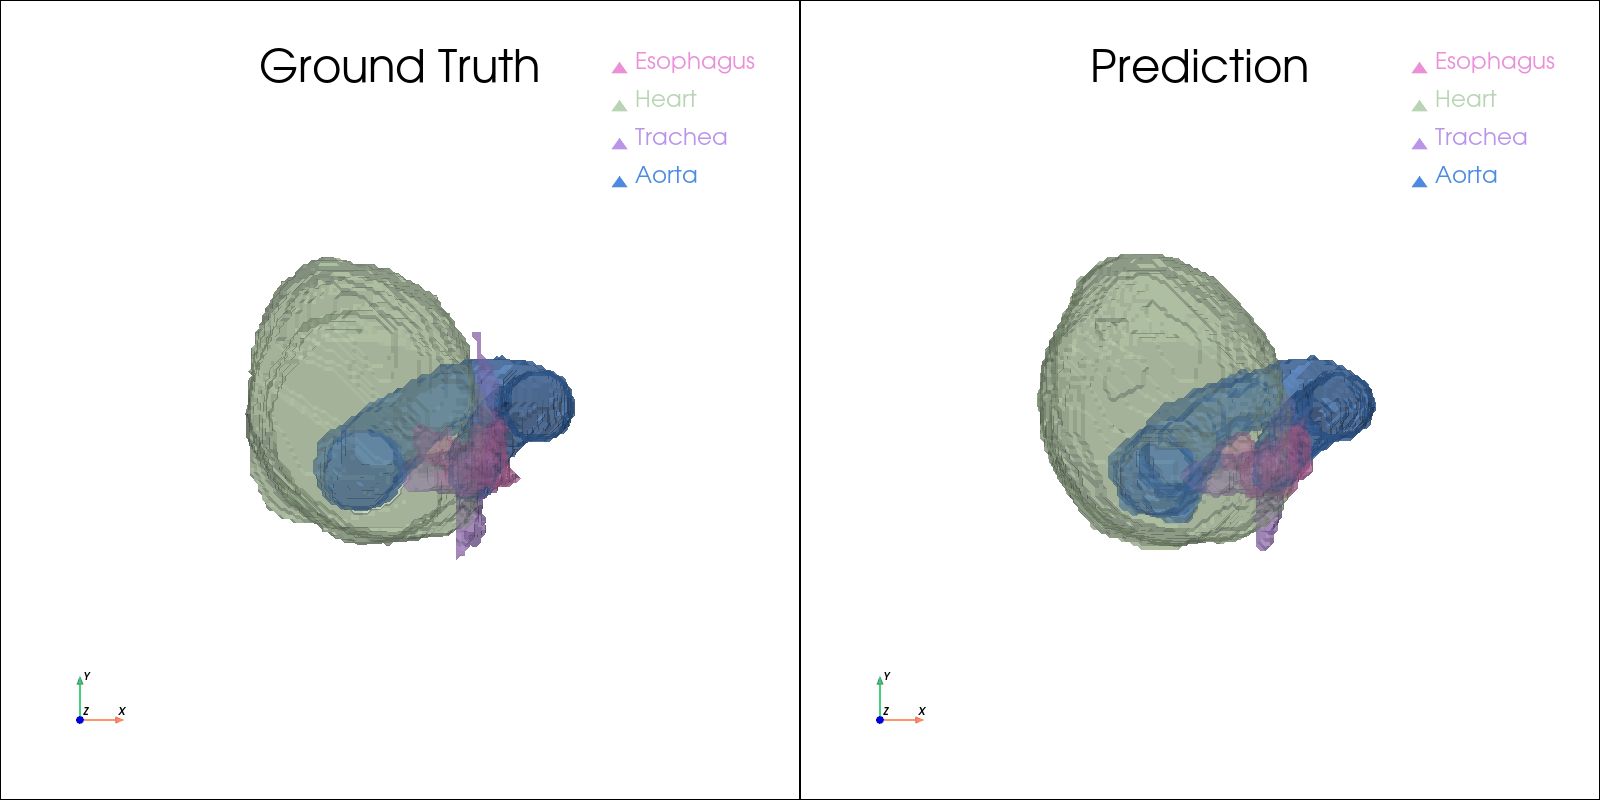 Ground Truth
Esophagus
Heart
Trachea
Aorta
Y
Z
X
Prediction
Esophagus
Heart
Trachea
Aorta
Y
Z
X